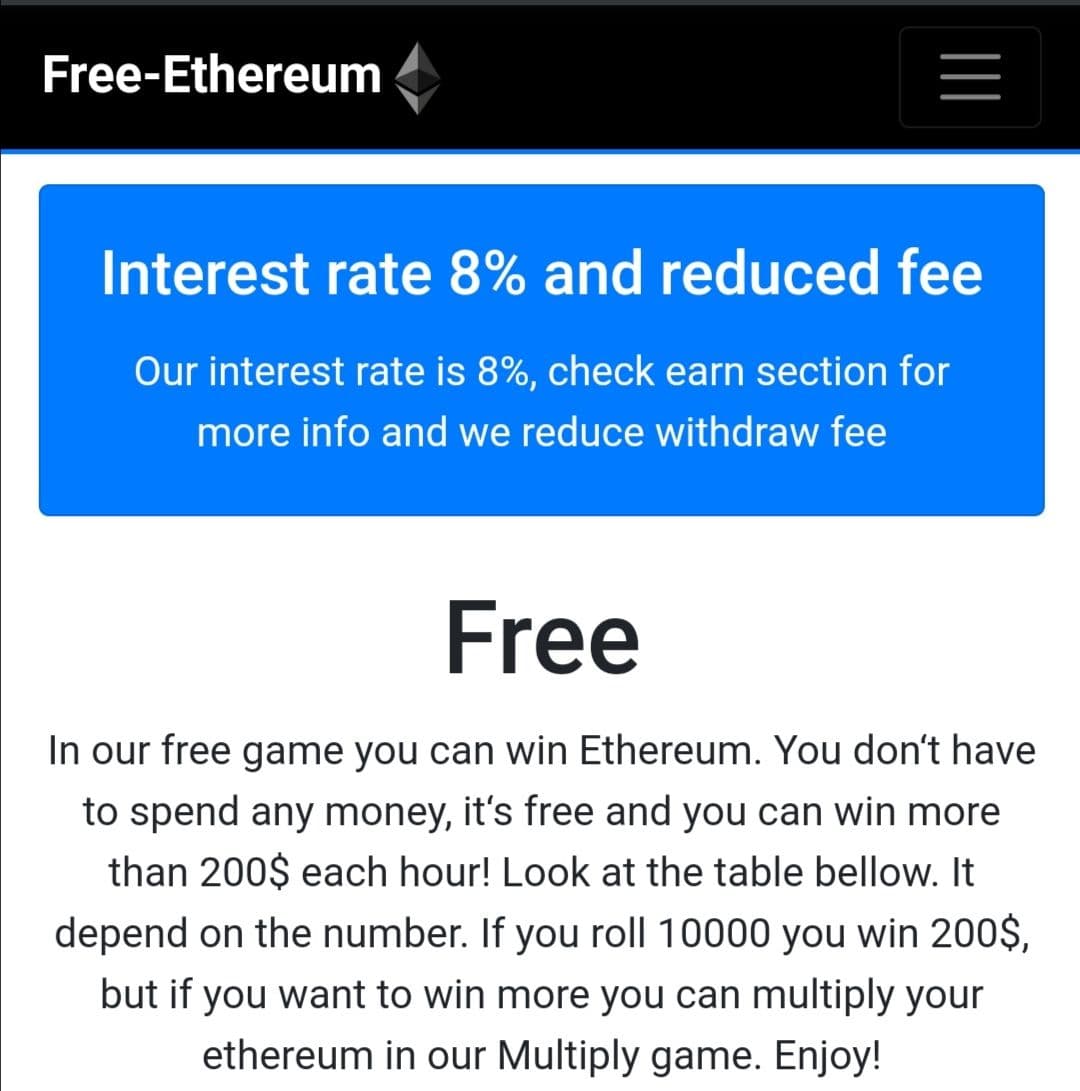 Free-Ethereum
Interest rate 8% and reduced fee
Our interest rate is 8%, check earn section for
more info and we reduce withdraw fee
Free
In our free game you can win Ethereum. You don‘t have
to spend any money, it‘s free and you can win more
than 200$ each hour! Look at the table bellow. It
depend on the number. If you roll 10000 you win 200$,
but if you want to win more you can multiply your
ethereum in our Multiply game. Enjoy!